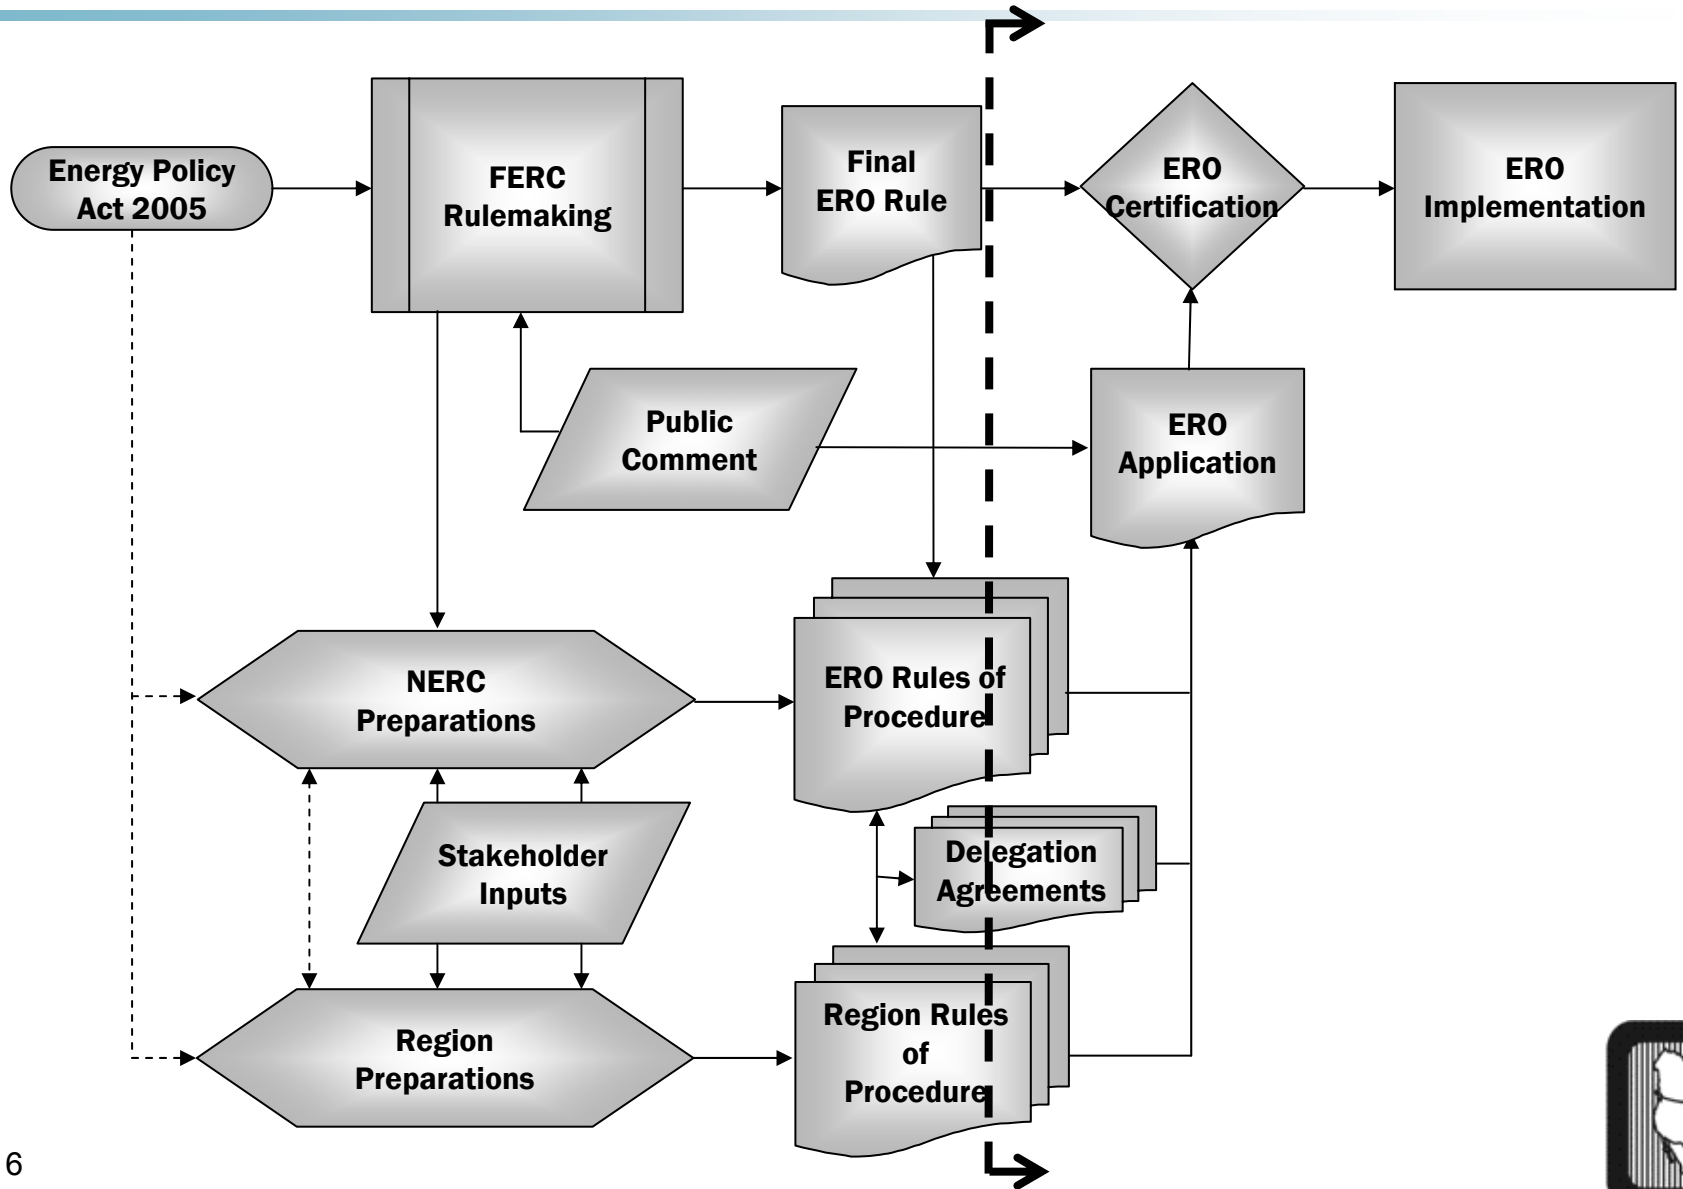 Energy Policy
Act 2005
FERC
Rulemaking
Final
ERO Rule
ERO
Certification
ERO
Implementation
Public
Comment
ERO
Application
NERC
Preparations
ERO Rules of
Procedure
Stakeholder
Inputs
Delegation
Agreements
Region
Preparations
Region Rules
of
Procedure
6